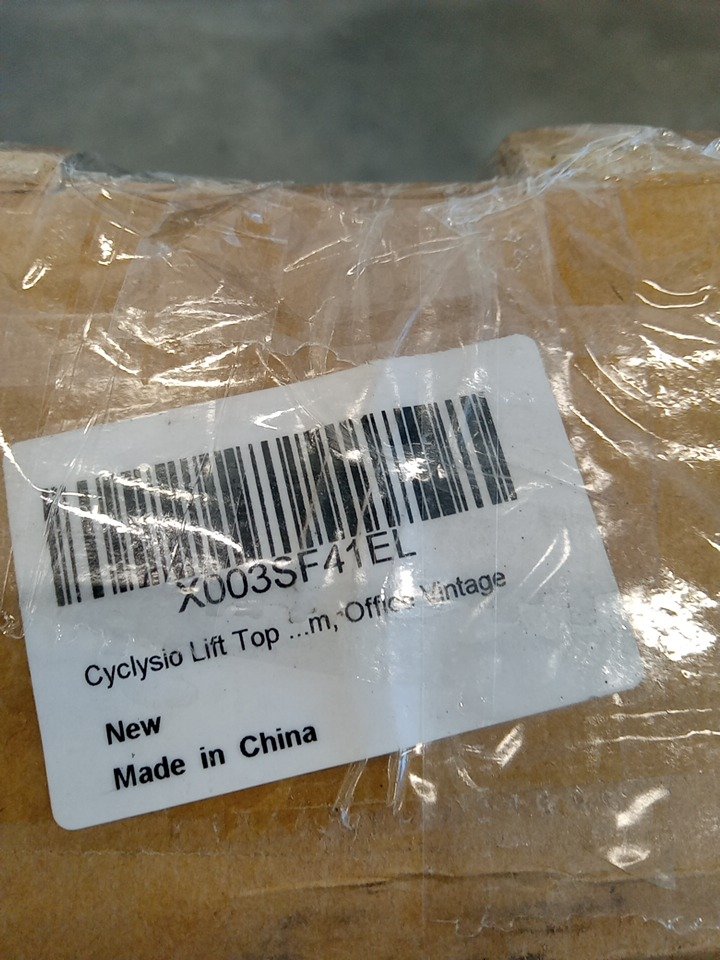 X003SF41EL
Cyclysio Lift Top ...m, Office Vintage
New
Made in China